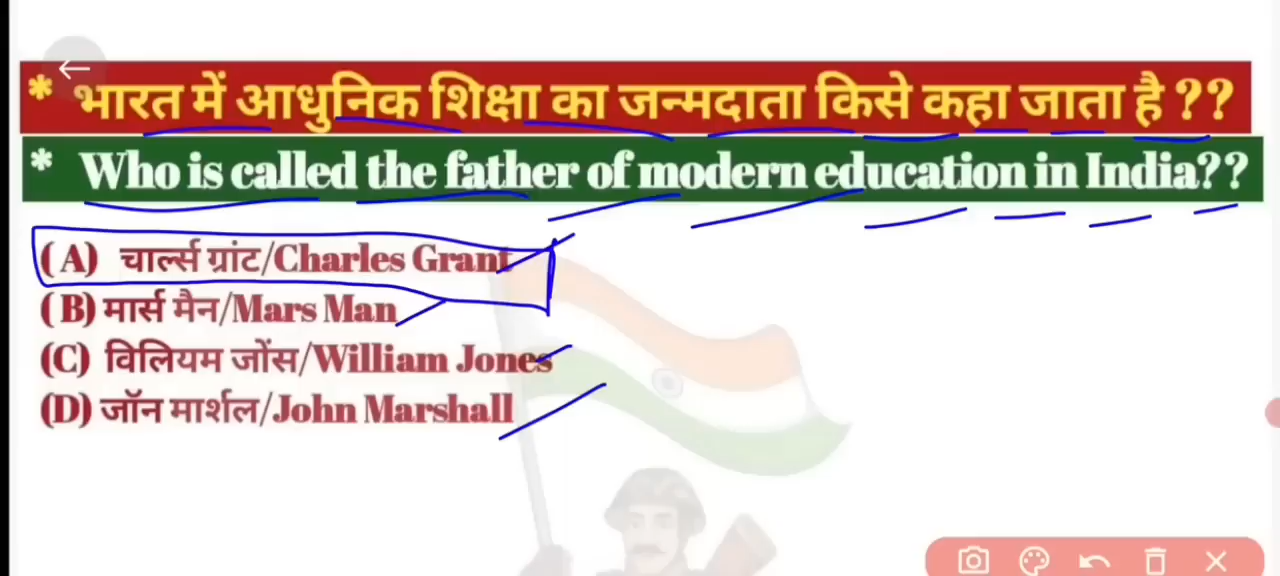 * भारत में आधुनिक शिक्षा का जन्मदाता किसे कहा जाता है ??
* Who is called the father of modern education in India??
(A) चार्ल्स ग्रांट/Charles Grant
(B) मार्स मैन/Mars Man
(C) विलियम जोंस/William Jones
(D) जॉन मार्शल/John Marshall